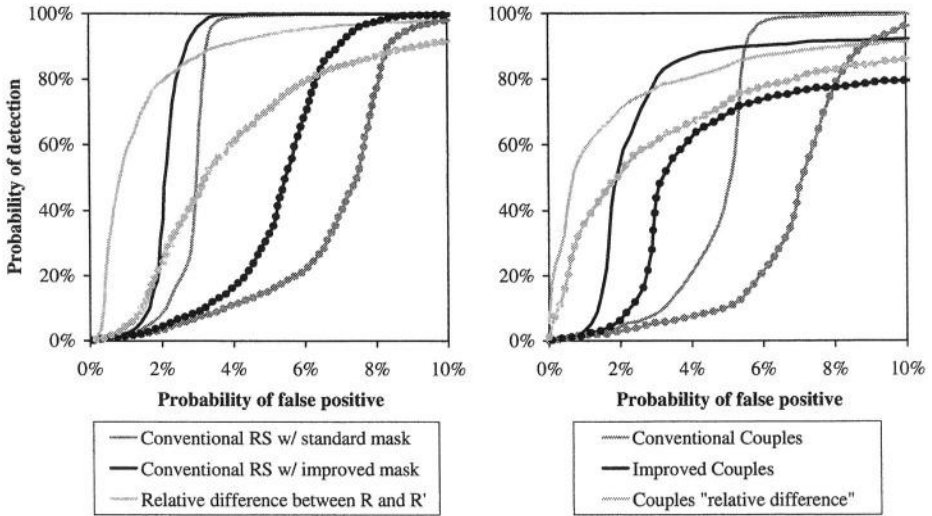 Probability of detection
100%
80%
60%
40%
20%
0%
0% 2% 4% 6% 8% 10%
Probability of false positive
Conventional RS w/ standard mask
Conventional RS w/ improved mask
Relative difference between R and R'
100%
80%
60%
40%
20%
0%
0% 2% 4% 6% 8% 10%
Probability of false positive
Conventional Couples
Improved Couples
Couples "relative difference"